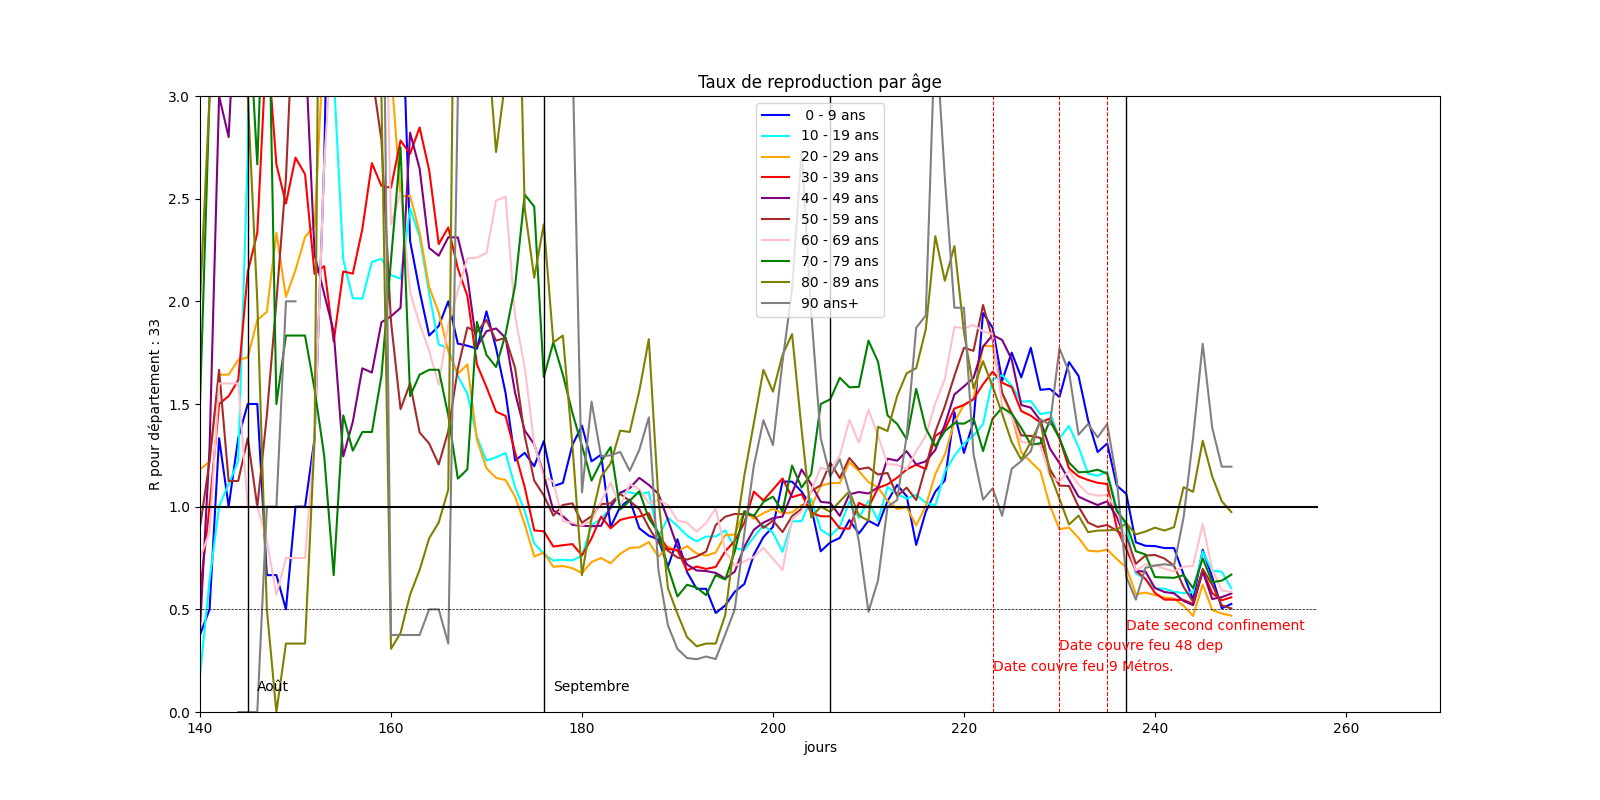 Taux de reproduction par âge
R pour département : 33
3.0
2.5
2.0
1.5
1.0
0.5
0.0
0 - 9 ans
10 - 19 ans
20 - 29 ans
30 - 39 ans
40 - 49 ans
50 - 59 ans
60 - 69 ans
70 - 79 ans
80 - 89 ans
90 ans+
Date second confinement
Date couvre feu 48 dep
Date couvre feu 9 Métros.
Août
Septembre
140 160 180 200 220 240 260
jours